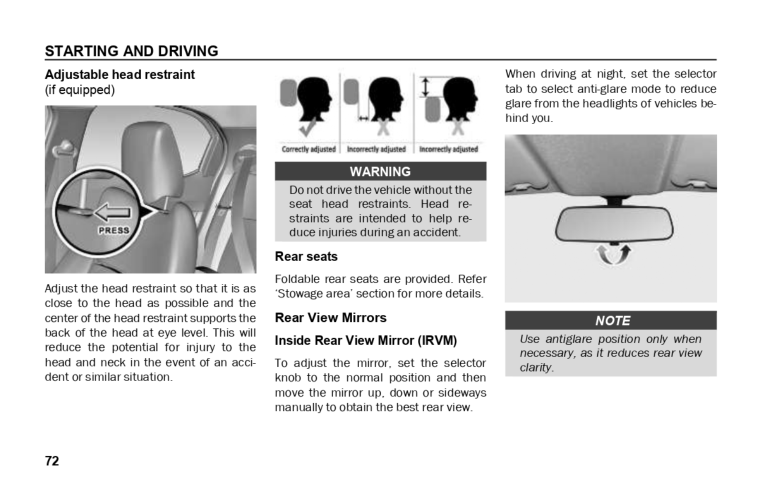 STARTING AND DRIVING
Adjustable head restraint
(if equipped)
PRESS
Adjust the head restraint so that it is as
close to the head as possible and the
center of the head restraint supports the
back of the head at eye level. This will
reduce the potential for injury to the
head and neck in the event of an acci-
dent or similar situation.
Correctly adjusted
Incorrectly adjusted
Incorrectly adjusted
WARNING
Do not drive the vehicle without the
seat head restraints. Head re-
straints are intended to help re-
duce injuries during an accident.
Rear seats
Foldable rear seats are provided. Refer
‘Stowage area’ section for more details.
Rear View Mirrors
Inside Rear View Mirror (IRVM)
To adjust the mirror, set the selector
knob to the normal position and then
move the mirror up, down or sideways
manually to obtain the best rear view.
When driving at night, set the selector
tab to select anti-glare mode to reduce
glare from the headlights of vehicles be-
hind you.
NOTE
Use antiglare position only when
necessary, as it reduces rear view
clarity.
72